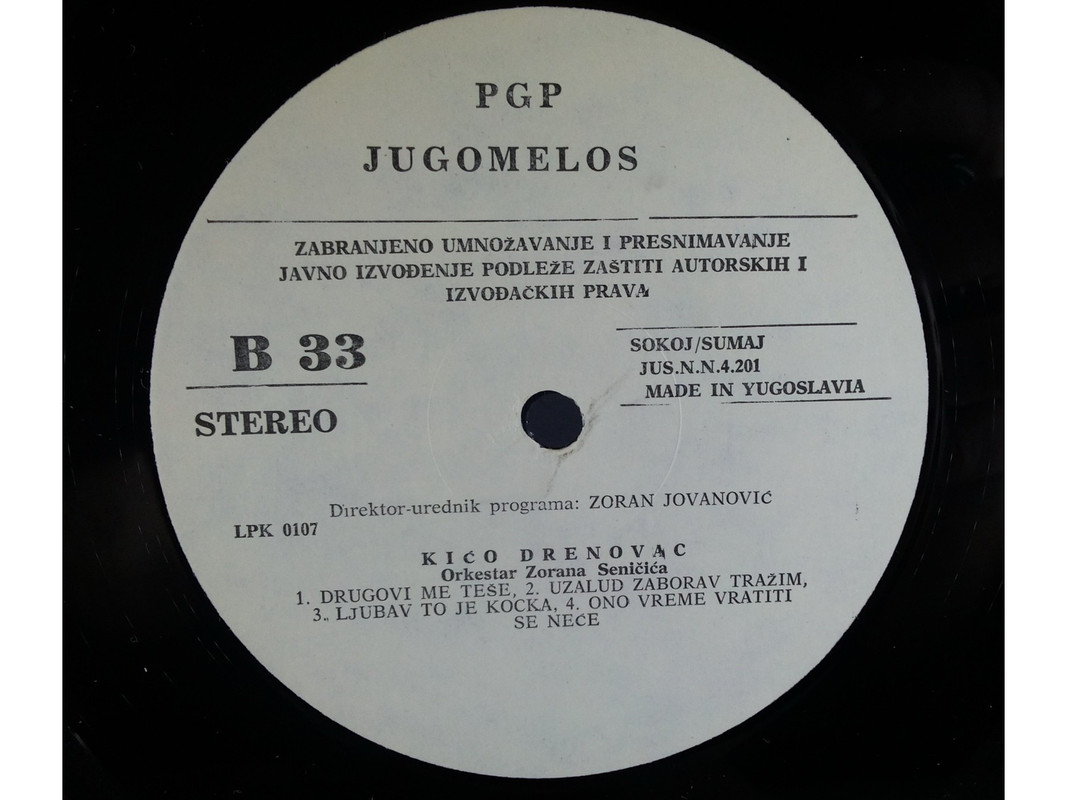 PGP
JUGOMELOS
ZABRANJENO UMNOŽAVANJE I PRESNIMAVANJE
JAVNO IZVOĐENJE PODLEŽE ZAŠTITI AUTORSKIH I
IZVOĐAČKIH PRAVA
B 33
STEREO
SOKOJ/SUMAJ
JUS.N.N.4.201
MADE IN YUGOSLAVIA
Direktor-urednik programa: ZORAN JOVANOVIĆ
LPK 0107
KIĆO DRENOVAC
Orkestar Zorana Seničića
1. DRUGOVI ME TEŠE, 2. UZALUD ZABORAV TRAŽIM,
3., LJUBAV TO JE KOCKA, 4. ONO VREME VRATITI
SE NEĆE